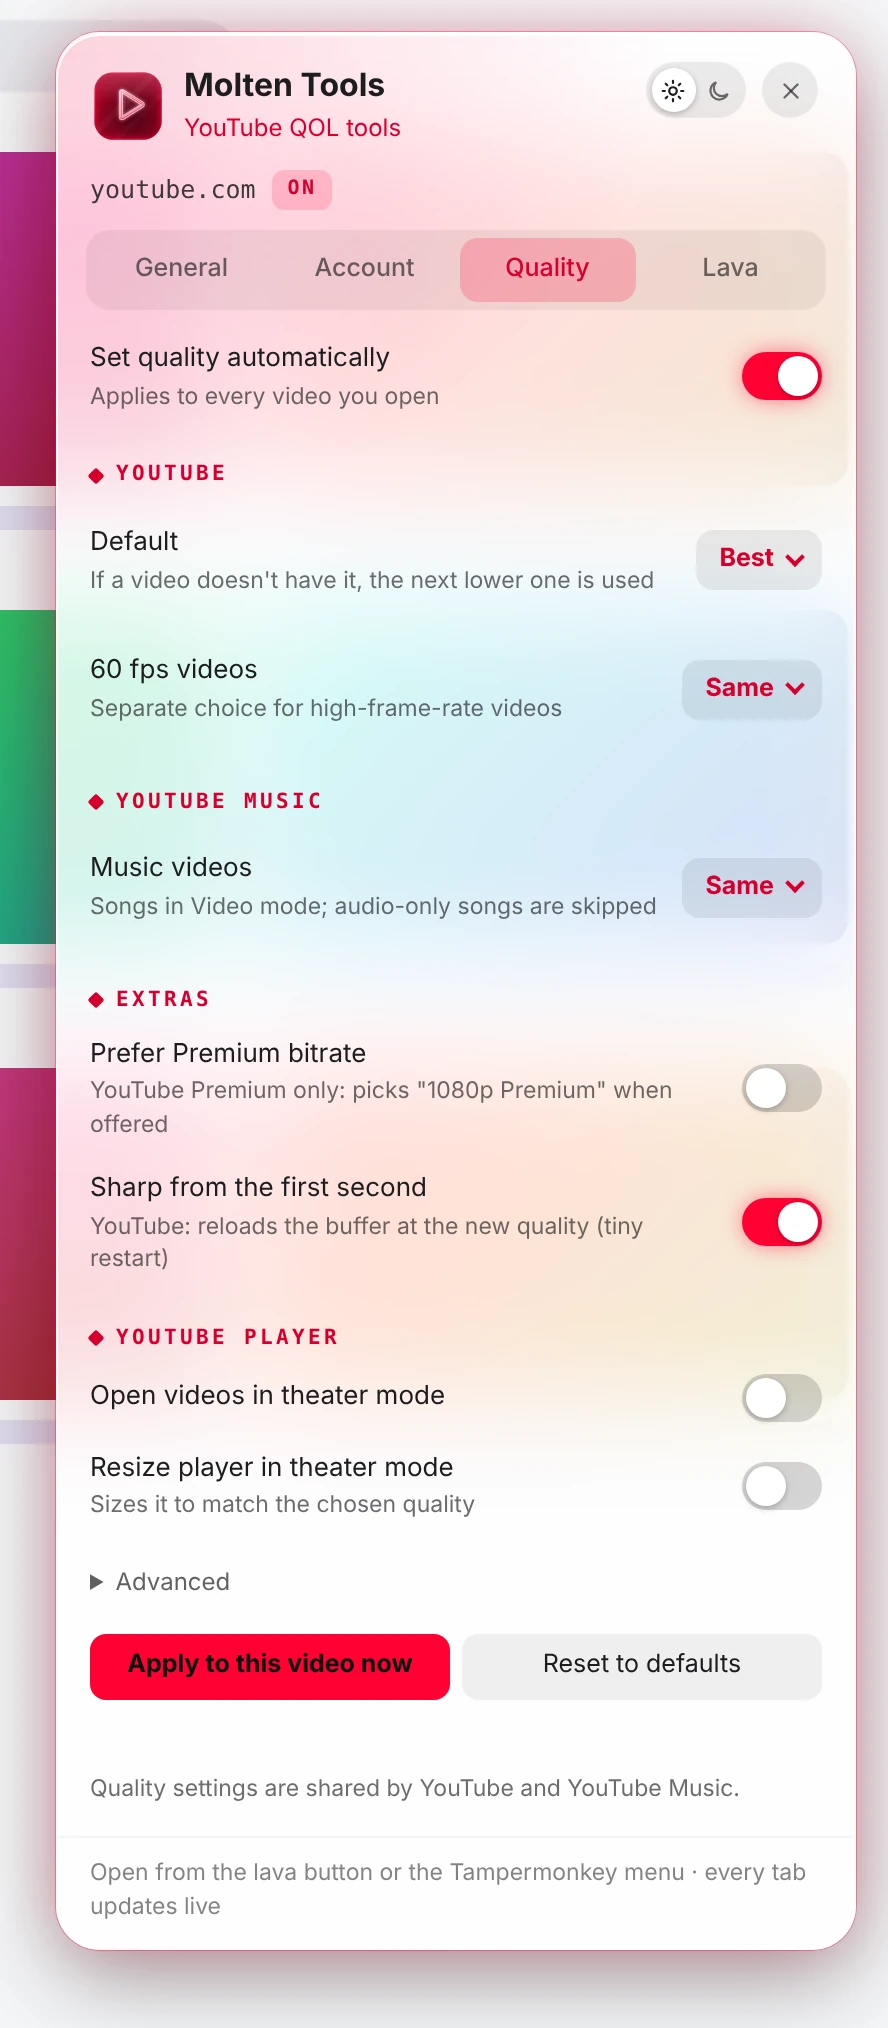 Molten Tools
YouTube QOL tools
youtube.com ON
General Account Quality Lava
Set quality automatically
Applies to every video you open
YOUTUBE
Default
Best
If a video doesn't have it, the next lower one is used
60 fps videos
Same
Separate choice for high-frame-rate videos
YOUTUBE MUSIC
Music videos
Same
Songs in Video mode; audio-only songs are skipped
EXTRAS
Prefer Premium bitrate
YouTube Premium only: picks "1080p Premium" when
offered
Sharp from the first second
YouTube: reloads the buffer at the new quality (tiny
restart)
YOUTUBE PLAYER
Open videos in theater mode
Resize player in theater mode
Sizes it to match the chosen quality
Advanced
Apply to this video now Reset to defaults
Quality settings are shared by YouTube and YouTube Music.
Open from the lava button or the Tampermonkey menu · every tab
updates live